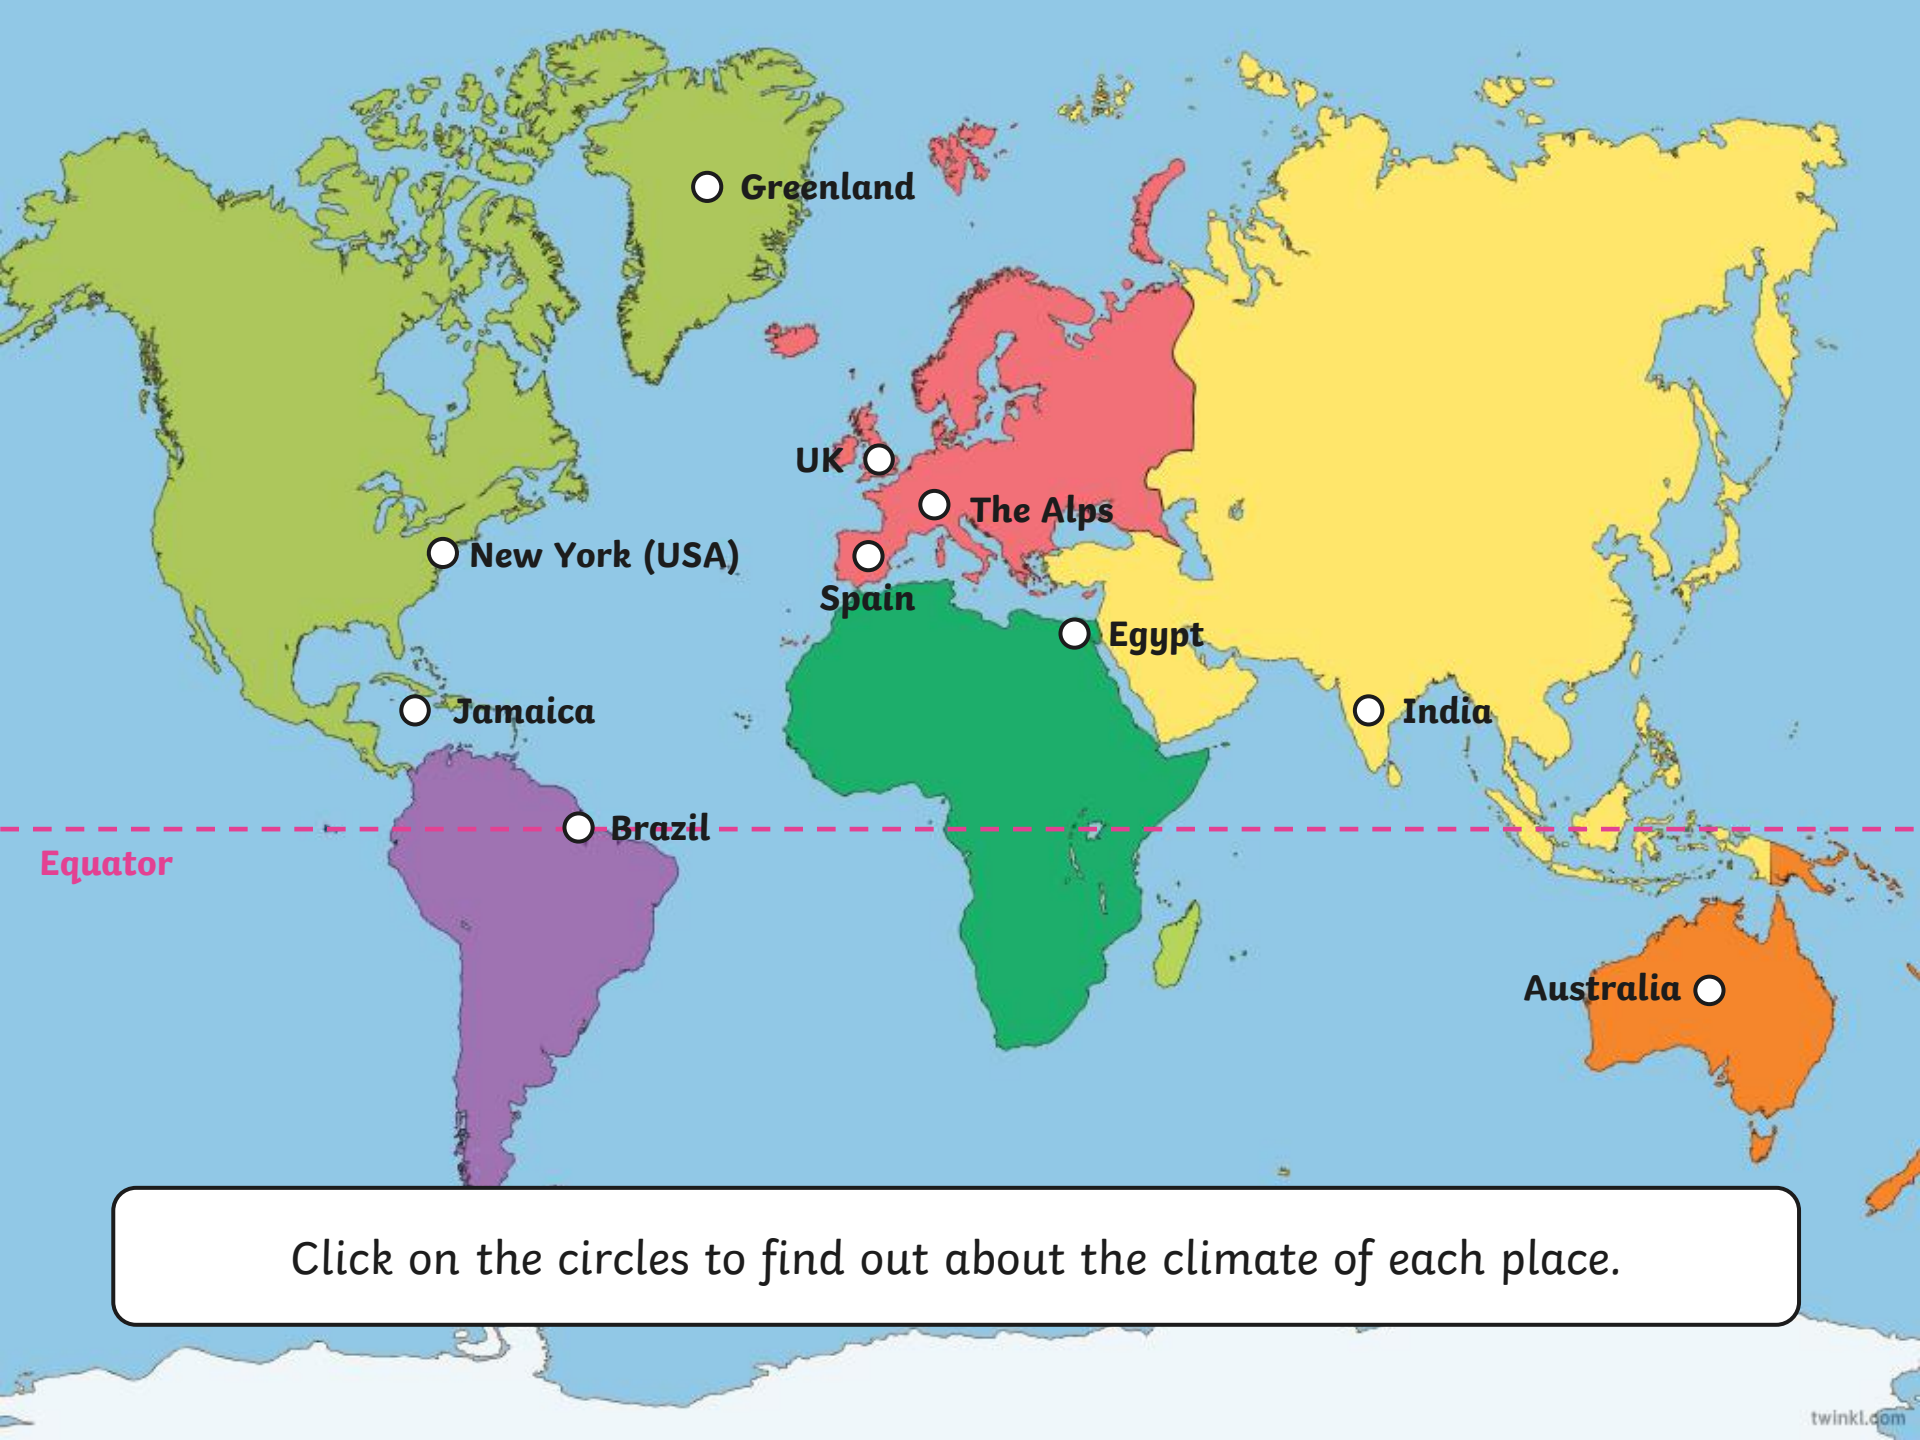 Greenland
UK
The Alps
New York (USA)
Spain
Egypt
Jamaica
India
Brazil
Equator
Australia
Click on the circles to find out about the climate of each place.
twinkl.com